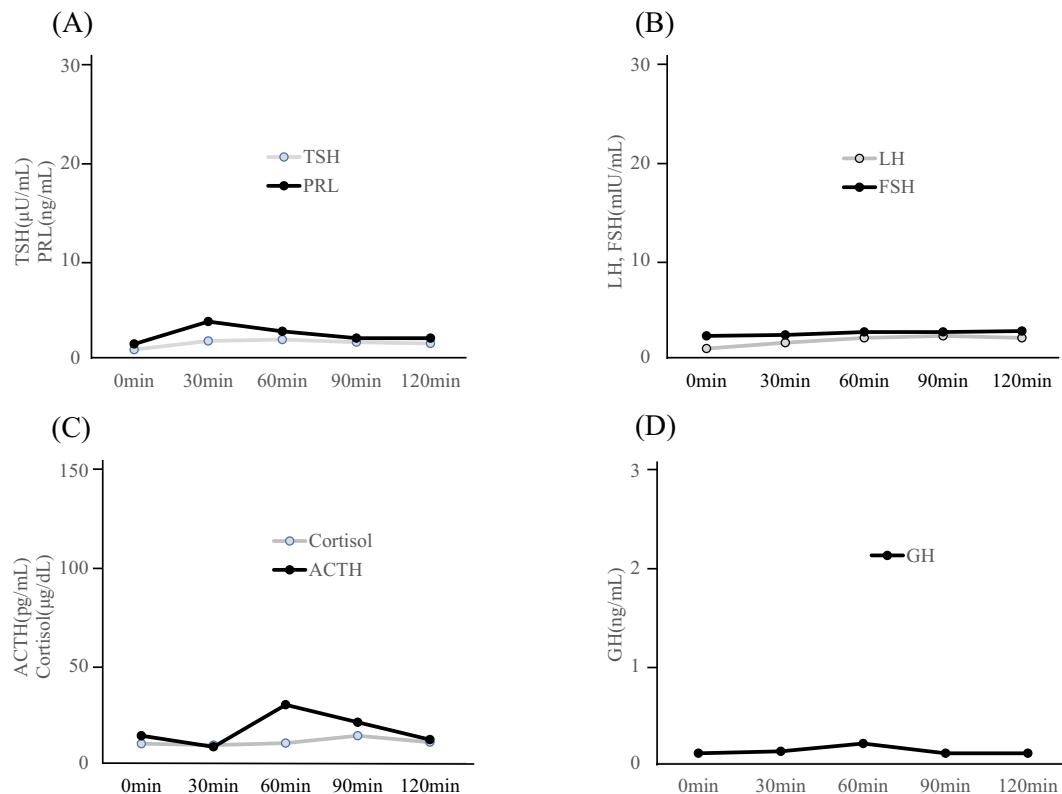 (A)
30
20
10
0
TSH(μU/mL)
PRL(ng/mL)
TSH
PRL
0min 30min 60min 90min 120min
(B)
30
20
10
0
LH, FSH(mIU/mL)
LH
FSH
0min 30min 60min 90min 120min
(C)
150
100
50
0
ACTH(pg/mL)
Cortisol(μg/dL)
Cortisol
ACTH
0min 30min 60min 90min 120min
(D)
3
2
1
0
GH(ng/mL)
GH
0min 30min 60min 90min 120min